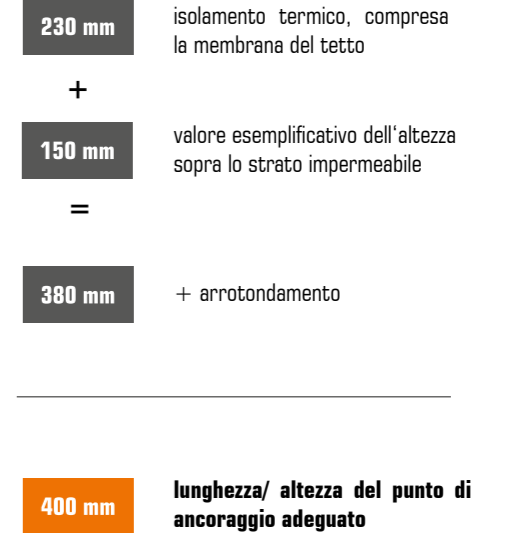 230 mm
isolamento termico, compresa
la membrana del tetto
+
150 mm
valore esemplificativo dell'altezza
sopra lo strato impermeabile
=
380 mm
+ arrotondamento
400 mm
lunghezza/ altezza del punto di
ancoraggio adeguato